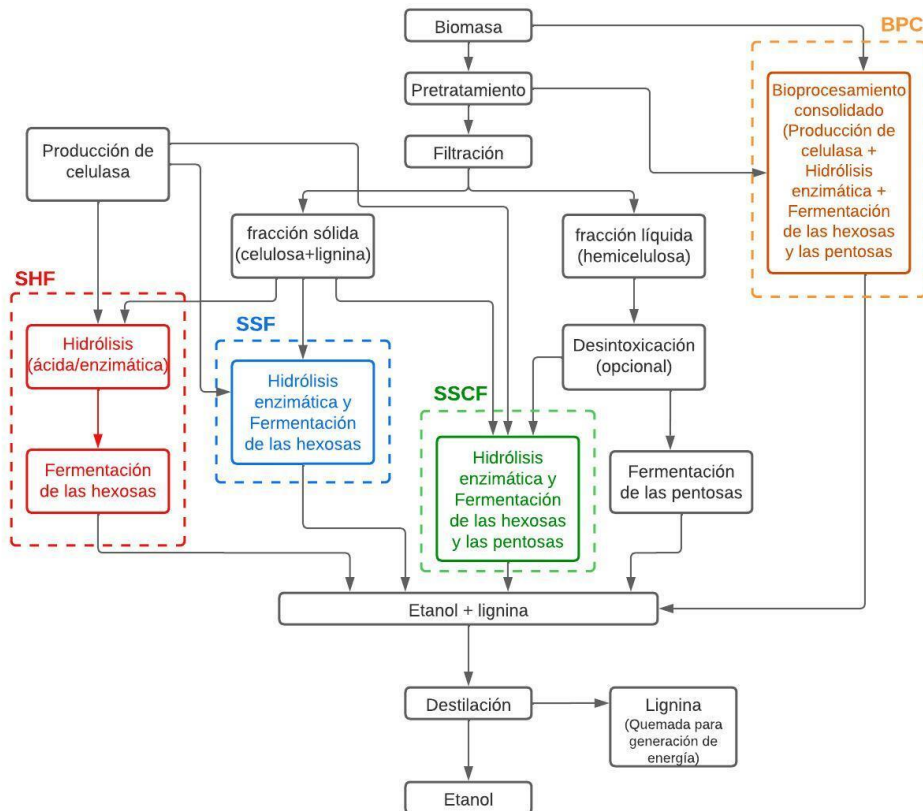 Biomasa
BPC
Pretratamiento
Bioprocesamiento
consolidado
(Producción de
celulasa +
Hidrólisis
enzimática +
Fermentación
de las hexosas
y las pentosas
Filtración
Producción de
celulasa
fracción sólida
(celulosa+lignina)
fracción líquida
(hemicelulosa)
SHF
Hidrólisis
(ácida/enzimática)
Fermentación
de las hexosas
SSF
Hidrólisis
enzimática y
Fermentación
de las hexosas
Desintoxicación
(opcional)
SSCF
Hidrólisis
enzimática y
Fermentación
de las hexosas
y las pentosas
Fermentación
de las pentosas
Etanol + lignina
Destilación
Lignina
(Quemada para
generación de
energía)
Etanol